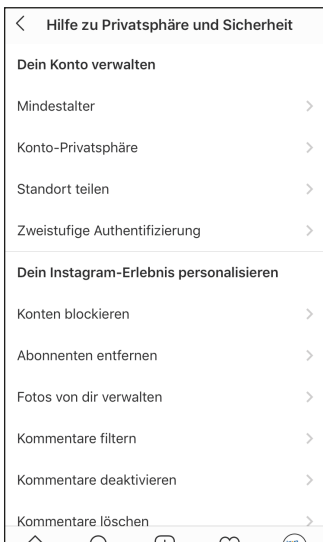 Hilfe zu Privatsphäre und Sicherheit
Dein Konto verwalten
Mindestalter
Konto-Privatsphäre
Standort teilen
Zweistufige Authentifizierung
Dein Instagram-Erlebnis personalisieren
Konten blockieren
Abonnenten entfernen
Fotos von dir verwalten
Kommentare filtern
Kommentare deaktivieren
Kommentare löschen